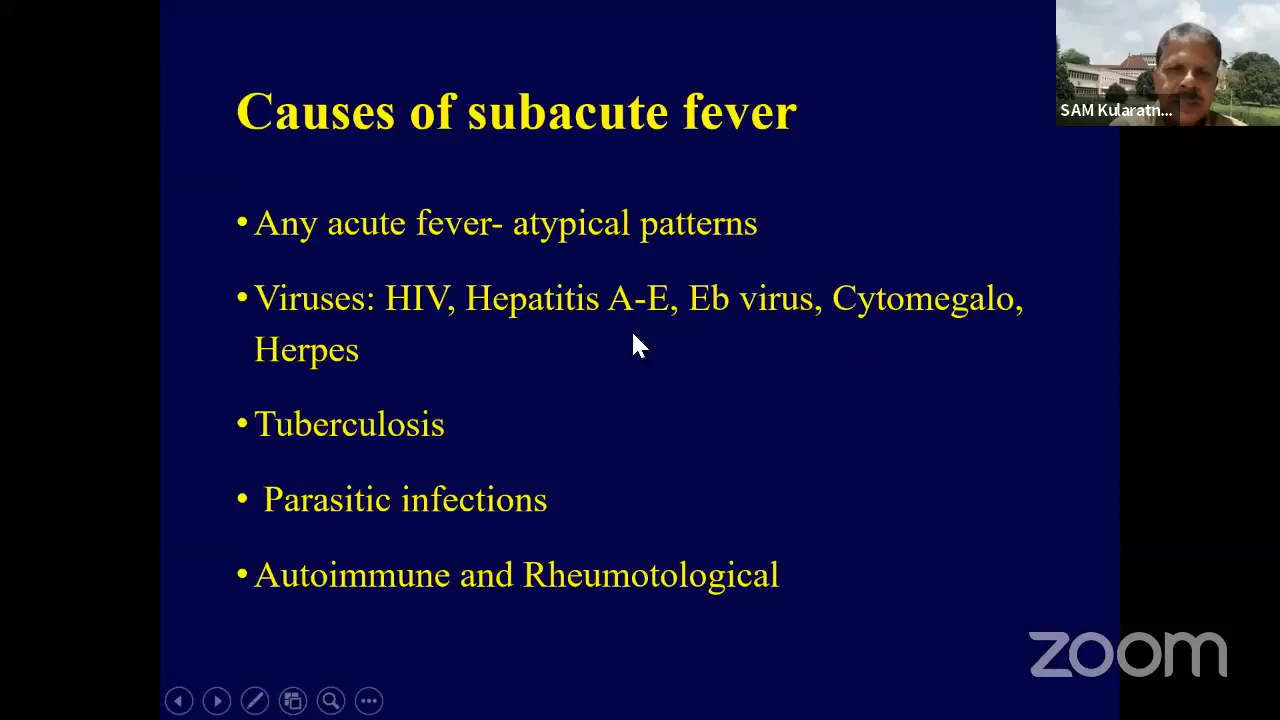 Causes of subacute fever
SAM Kularatn...
•Any acute fever- atypical patterns
•Viruses: HIV, Hepatitis A-E, Eb virus, Cytomegalo,
Herpes
•Tuberculosis
• Parasitic infections
•Autoimmune and Rheumotological
zoom